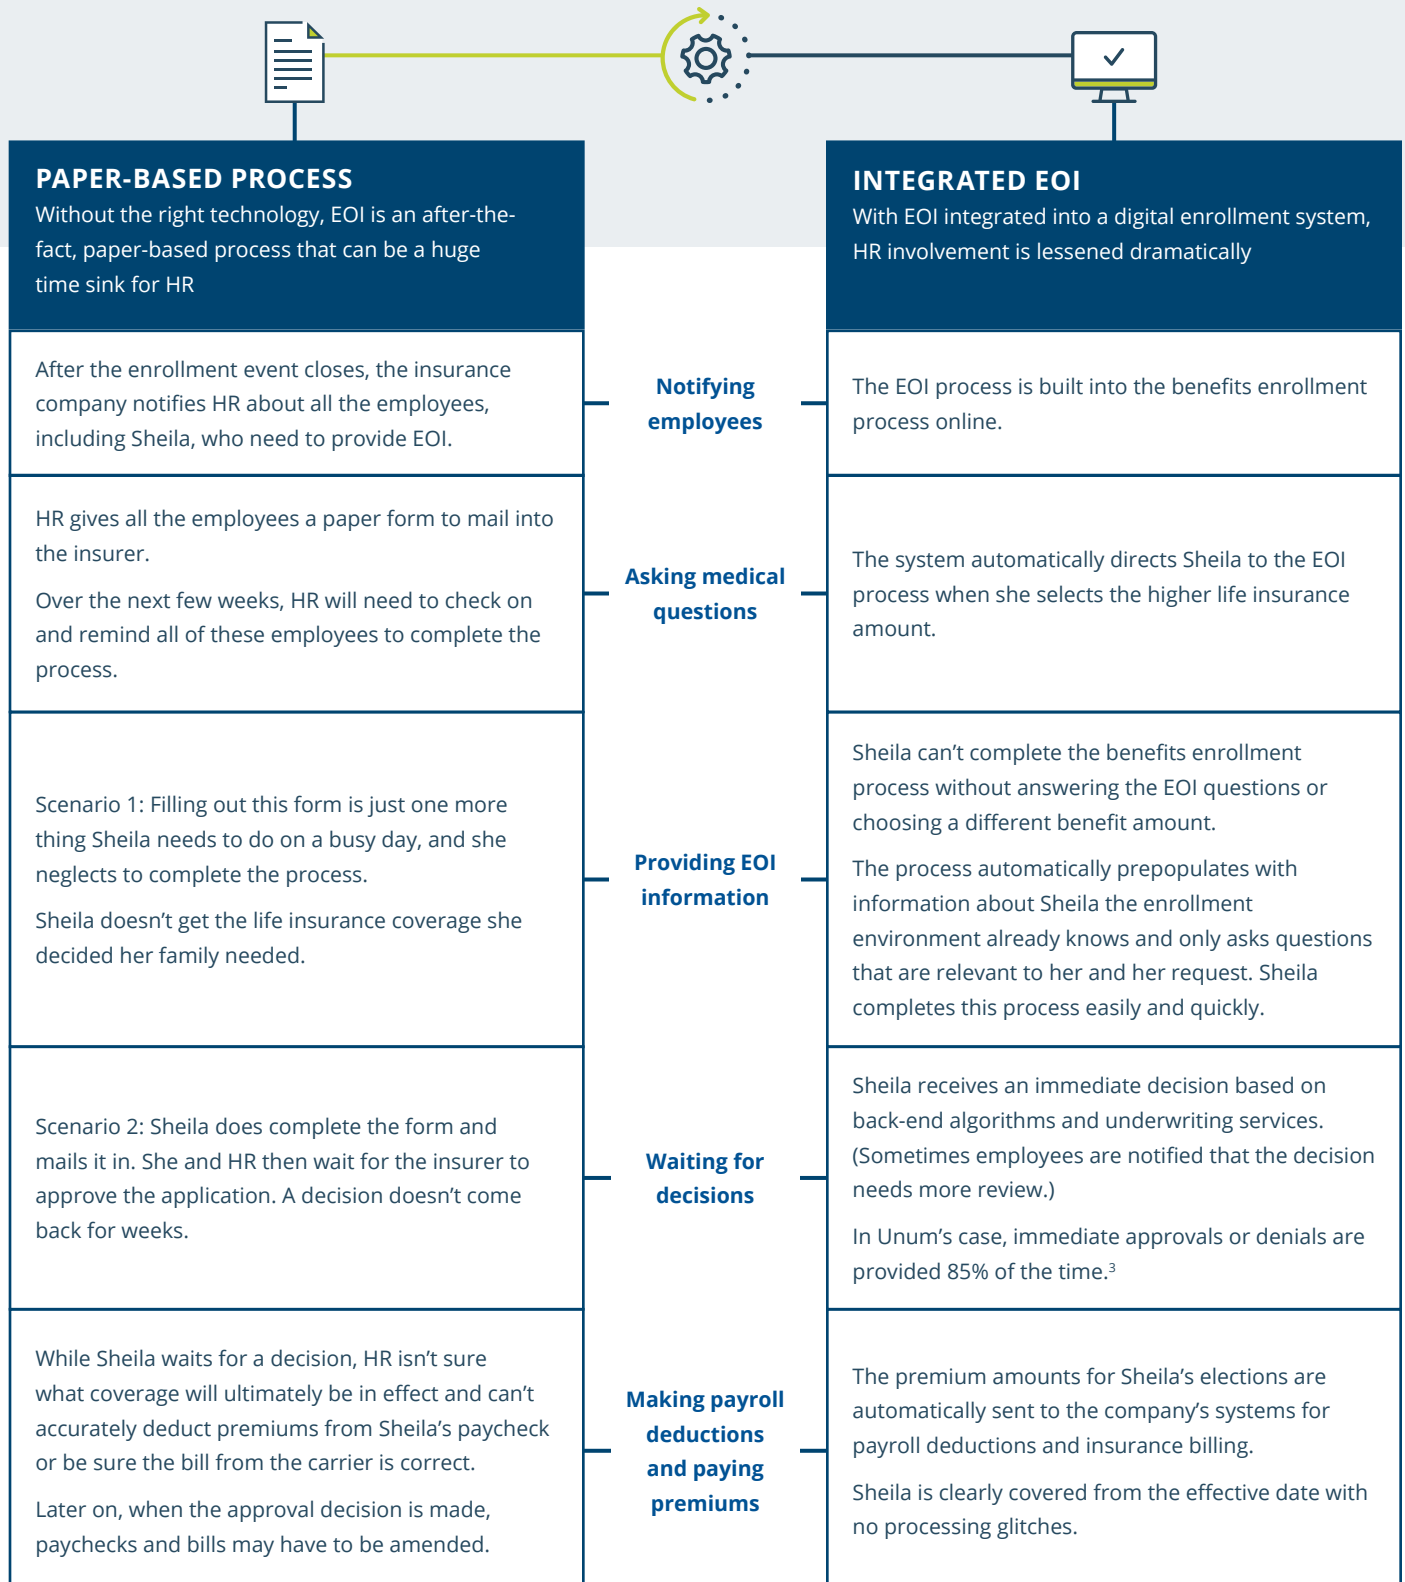 PAPER-BASED PROCESS
Without the right technology, EOI is an after-the-
fact, paper-based process that can be a huge
time sink for HR
INTEGRATED EOI
With EOI integrated into a digital enrollment system,
HR involvement is lessened dramatically
After the enrollment event closes, the insurance
company notifies HR about all the employees,
including Sheila, who need to provide EOI.
Notifying
employees
The EOI process is built into the benefits enrollment
process online.
HR gives all the employees a paper form to mail into
the insurer.
Over the next few weeks, HR will need to check on
and remind all of these employees to complete the
process.
Asking medical
questions
The system automatically directs Sheila to the EOI
process when she selects the higher life insurance
amount.
Scenario 1: Filling out this form is just one more
thing Sheila needs to do on a busy day, and she
neglects to complete the process.
Sheila doesn’t get the life insurance coverage she
decided her family needed.
Providing EOI
information
Sheila can’t complete the benefits enrollment
process without answering the EOI questions or
choosing a different benefit amount.
The process automatically prepopulates with
information about Sheila the enrollment
environment already knows and only asks questions
that are relevant to her and her request. Sheila
completes this process easily and quickly.
Scenario 2: Sheila does complete the form and
mails it in. She and HR then wait for the insurer to
approve the application. A decision doesn’t come
back for weeks.
Waiting for
decisions
Sheila receives an immediate decision based on
back-end algorithms and underwriting services.
(Sometimes employees are notified that the decision
needs more review.)
In Unum’s case, immediate approvals or denials are
provided 85% of the time.³
While Sheila waits for a decision, HR isn’t sure
what coverage will ultimately be in effect and can’t
accurately deduct premiums from Sheila’s paycheck
or be sure the bill from the carrier is correct.
Later on, when the approval decision is made,
paychecks and bills may have to be amended.
Making payroll
deductions
and paying
premiums
The premium amounts for Sheila’s elections are
automatically sent to the company’s systems for
payroll deductions and insurance billing.
Sheila is clearly covered from the effective date with
no processing glitches.